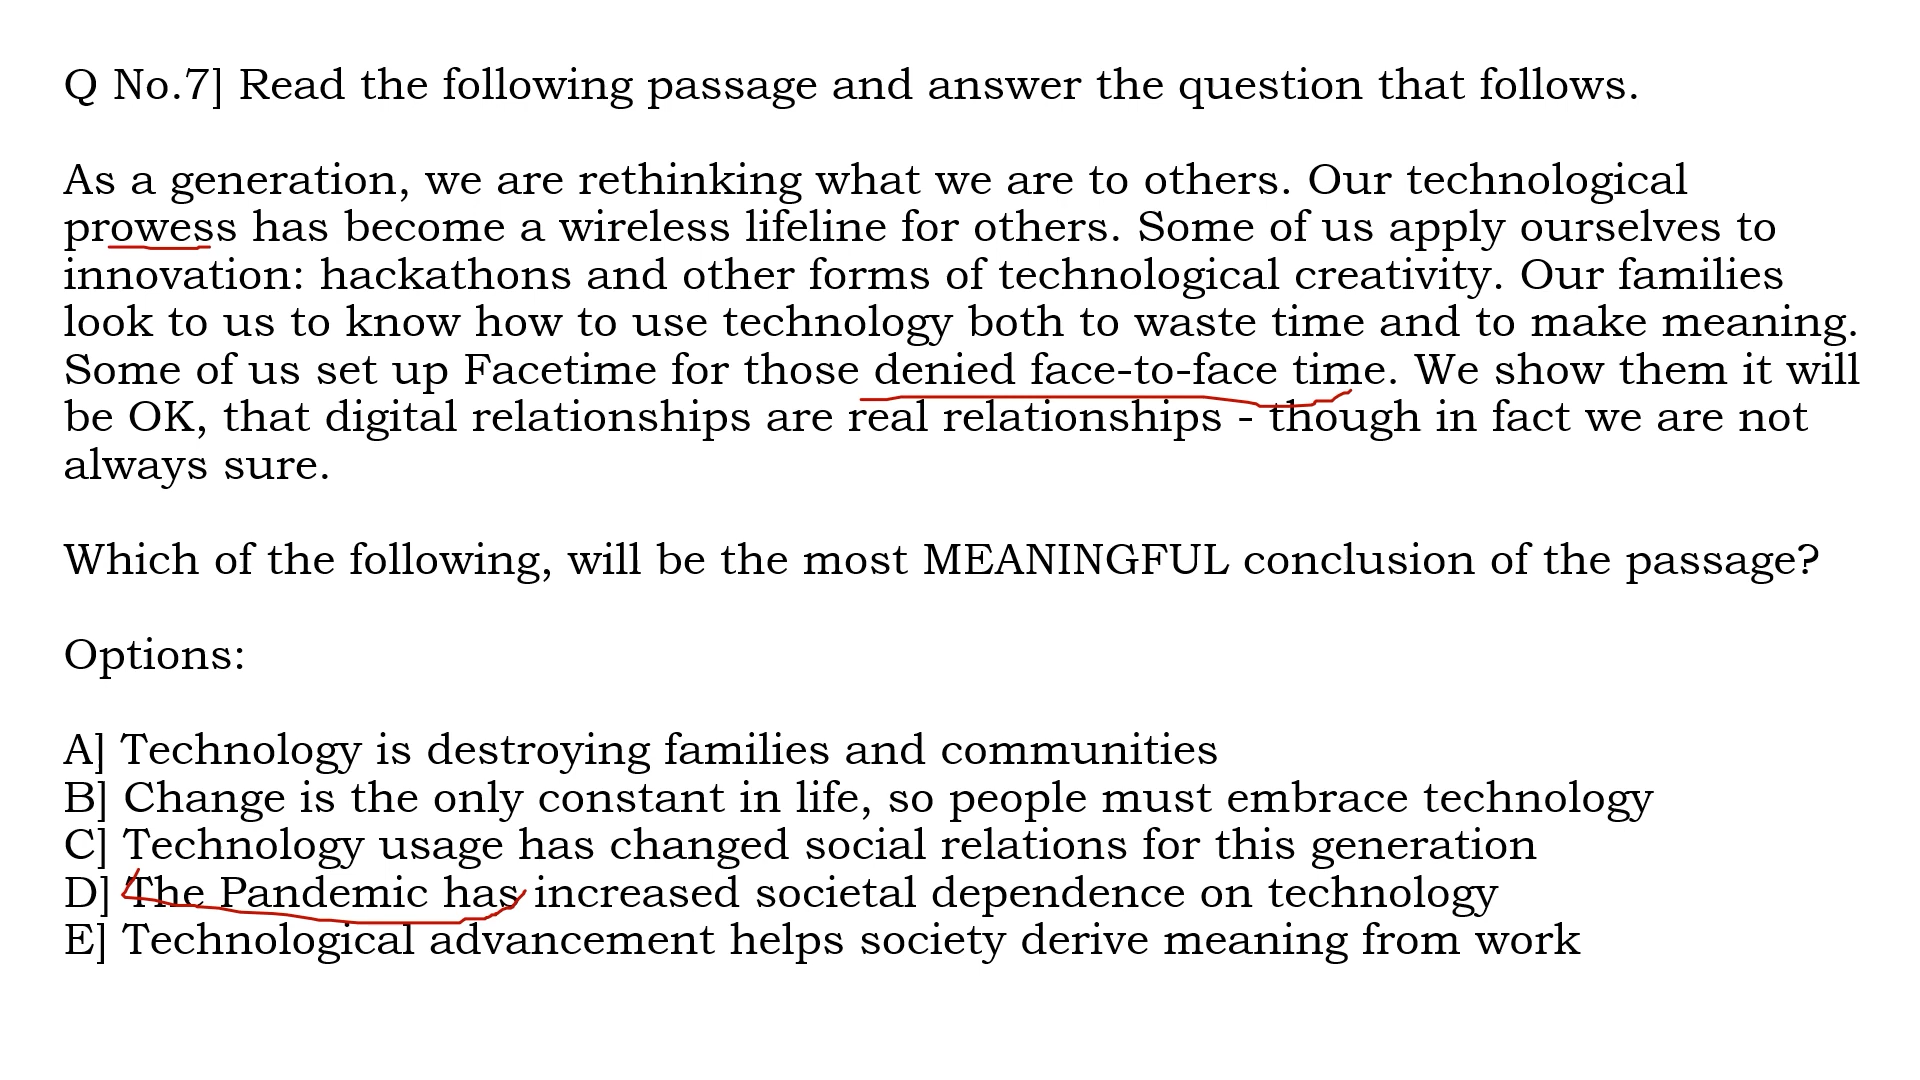 Q No.7] Read the following passage and answer the question that follows.
As a generation, we are rethinking what we are to others. Our technological
prowess has become a wireless lifeline for others. Some of us apply ourselves to
innovation: hackathons and other forms of technological creativity. Our families
look to us to know how to use technology both to waste time and to make meaning.
Some of us set up Facetime for those denied face-to-face time. We show them it will
be OK, that digital relationships are real relationships - though in fact we are not
always sure.
Which of the following, will be the most MEANINGFUL conclusion of the passage?
Options:
A] Technology is destroying families and communities
B] Change is the only constant in life, so people must embrace technology
C] Technology usage has changed social relations for this generation
D] The Pandemic has increased societal dependence on technology
E] Technological advancement helps society derive meaning from work